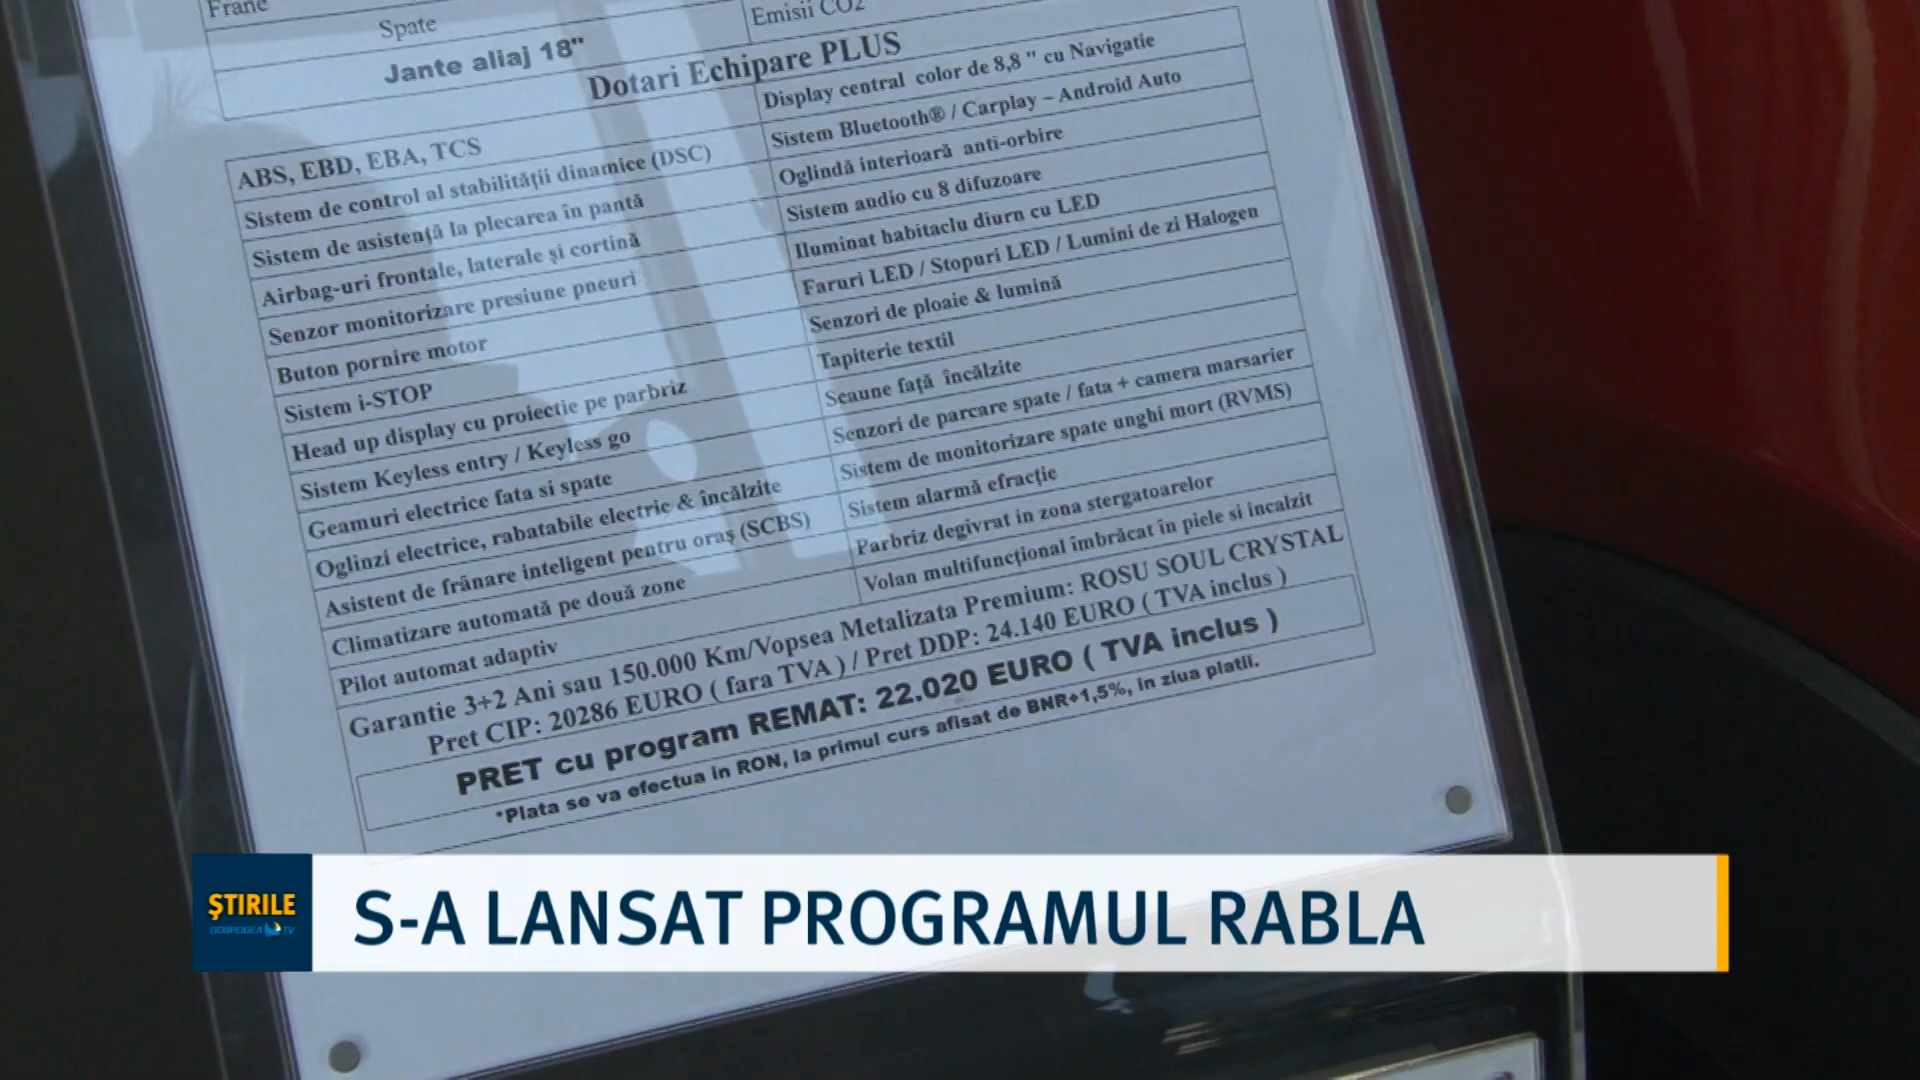 Frane
Spate
Emisii CO2
Jante aliaj 18"
Dotari Echipare PLUS
ABS, EBD, EBA, TCS
Sistem de control al stabilității dinamice (DSC)
Sistem de asistență la plecarea în pantă
Airbag-uri frontale, laterale și cortină
Senzor monitorizare presiune pneuri
Buton pornire motor
Sistem i-STOP
Head up display cu proiectie pe parbriz
Sistem Keyless entry / Keyless go
Geamuri electrice fata si spate
Oglinzi electrice, rabatabile electric & încălzite
Asistent de frânare inteligent pentru oraș (SCBS)
Climatizare automată pe două zone
Pilot automat adaptiv
Display central color de 8,8 " cu Navigatie
Sistem Bluetooth® / Carplay – Android Auto
Oglindă interioară anti-orbire
Sistem audio cu 8 difuzoare
Iluminat habitaclu diurn cu LED
Faruri LED / Stopuri LED / Lumini de zi Halogen
Senzori de ploaie & lumină
Tapiterie textil
Scaune față încălzite
Senzori de parcare spate / fata + camera marsarier
Sistem de monitorizare spate unghi mort (RVMS)
Sistem alarmă efracție
Parbriz degivrat in zona stergatoarelor
Volan multifuncțional îmbrăcat în piele si incalzit
Garantie 3+2 Ani sau 150.000 Km/Vopsea Metalizata Premium: ROSU SOUL CRYSTAL
Pret CIP: 20286 EURO ( fara TVA ) / Pret DDP: 24.140 EURO ( TVA inclus )
PRET cu program REMAT: 22.020 EURO ( TVA inclus )
*Plata se va efectua in RON, la primul curs afisat de BNR+1,5%, in ziua platii.
ȘTIRILE
DOBROGEA TV
S-A LANSAT PROGRAMUL RABLA